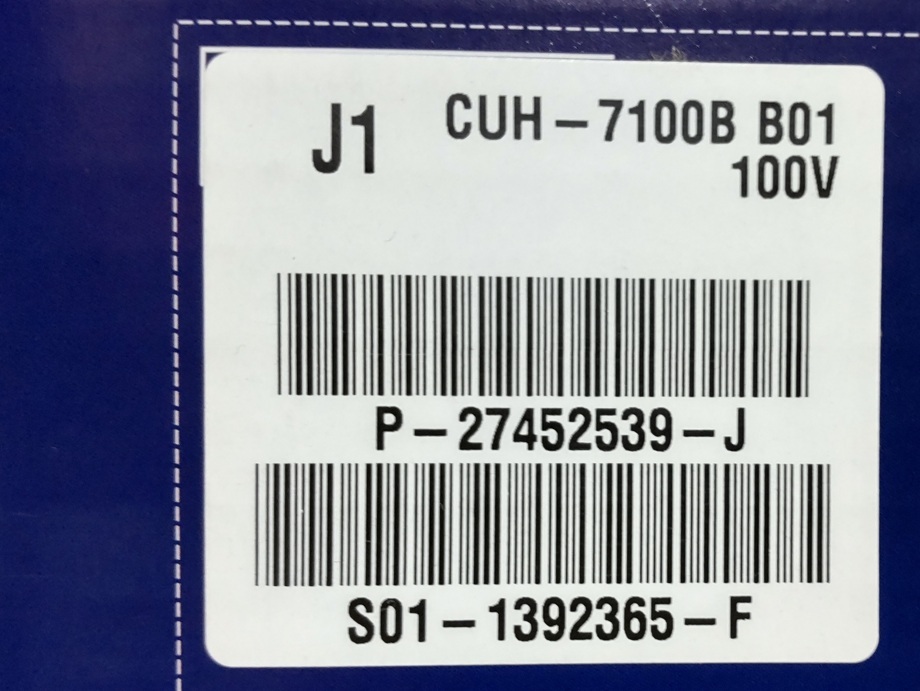 J1 CUH-7100B B01
100V
P-27452539-J
S01-1392365-F